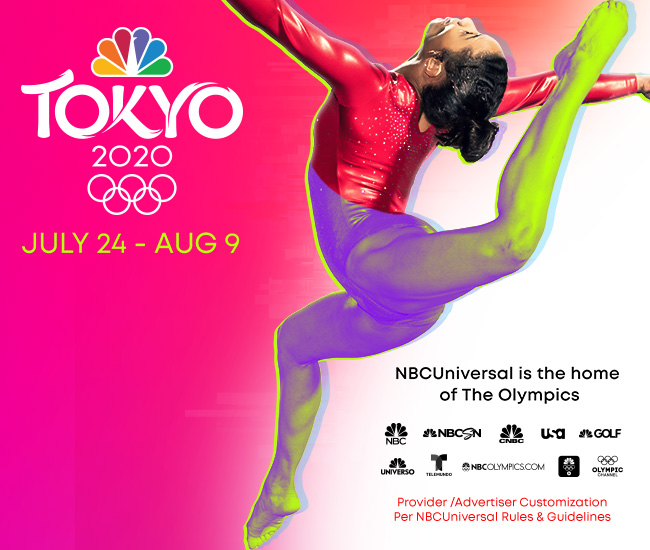 TOKYO
2020
JULY 24 - AUG 9
NBCUniversal is the home
of The Olympics
NBC NBCSN CNBC USA GOLF
UNIVERSO TELEMUNDO NBCOLYMPICS.COM OLYMPIC CHANNEL
Provider /Advertiser Customization
Per NBCUniversal Rules & Guidelines